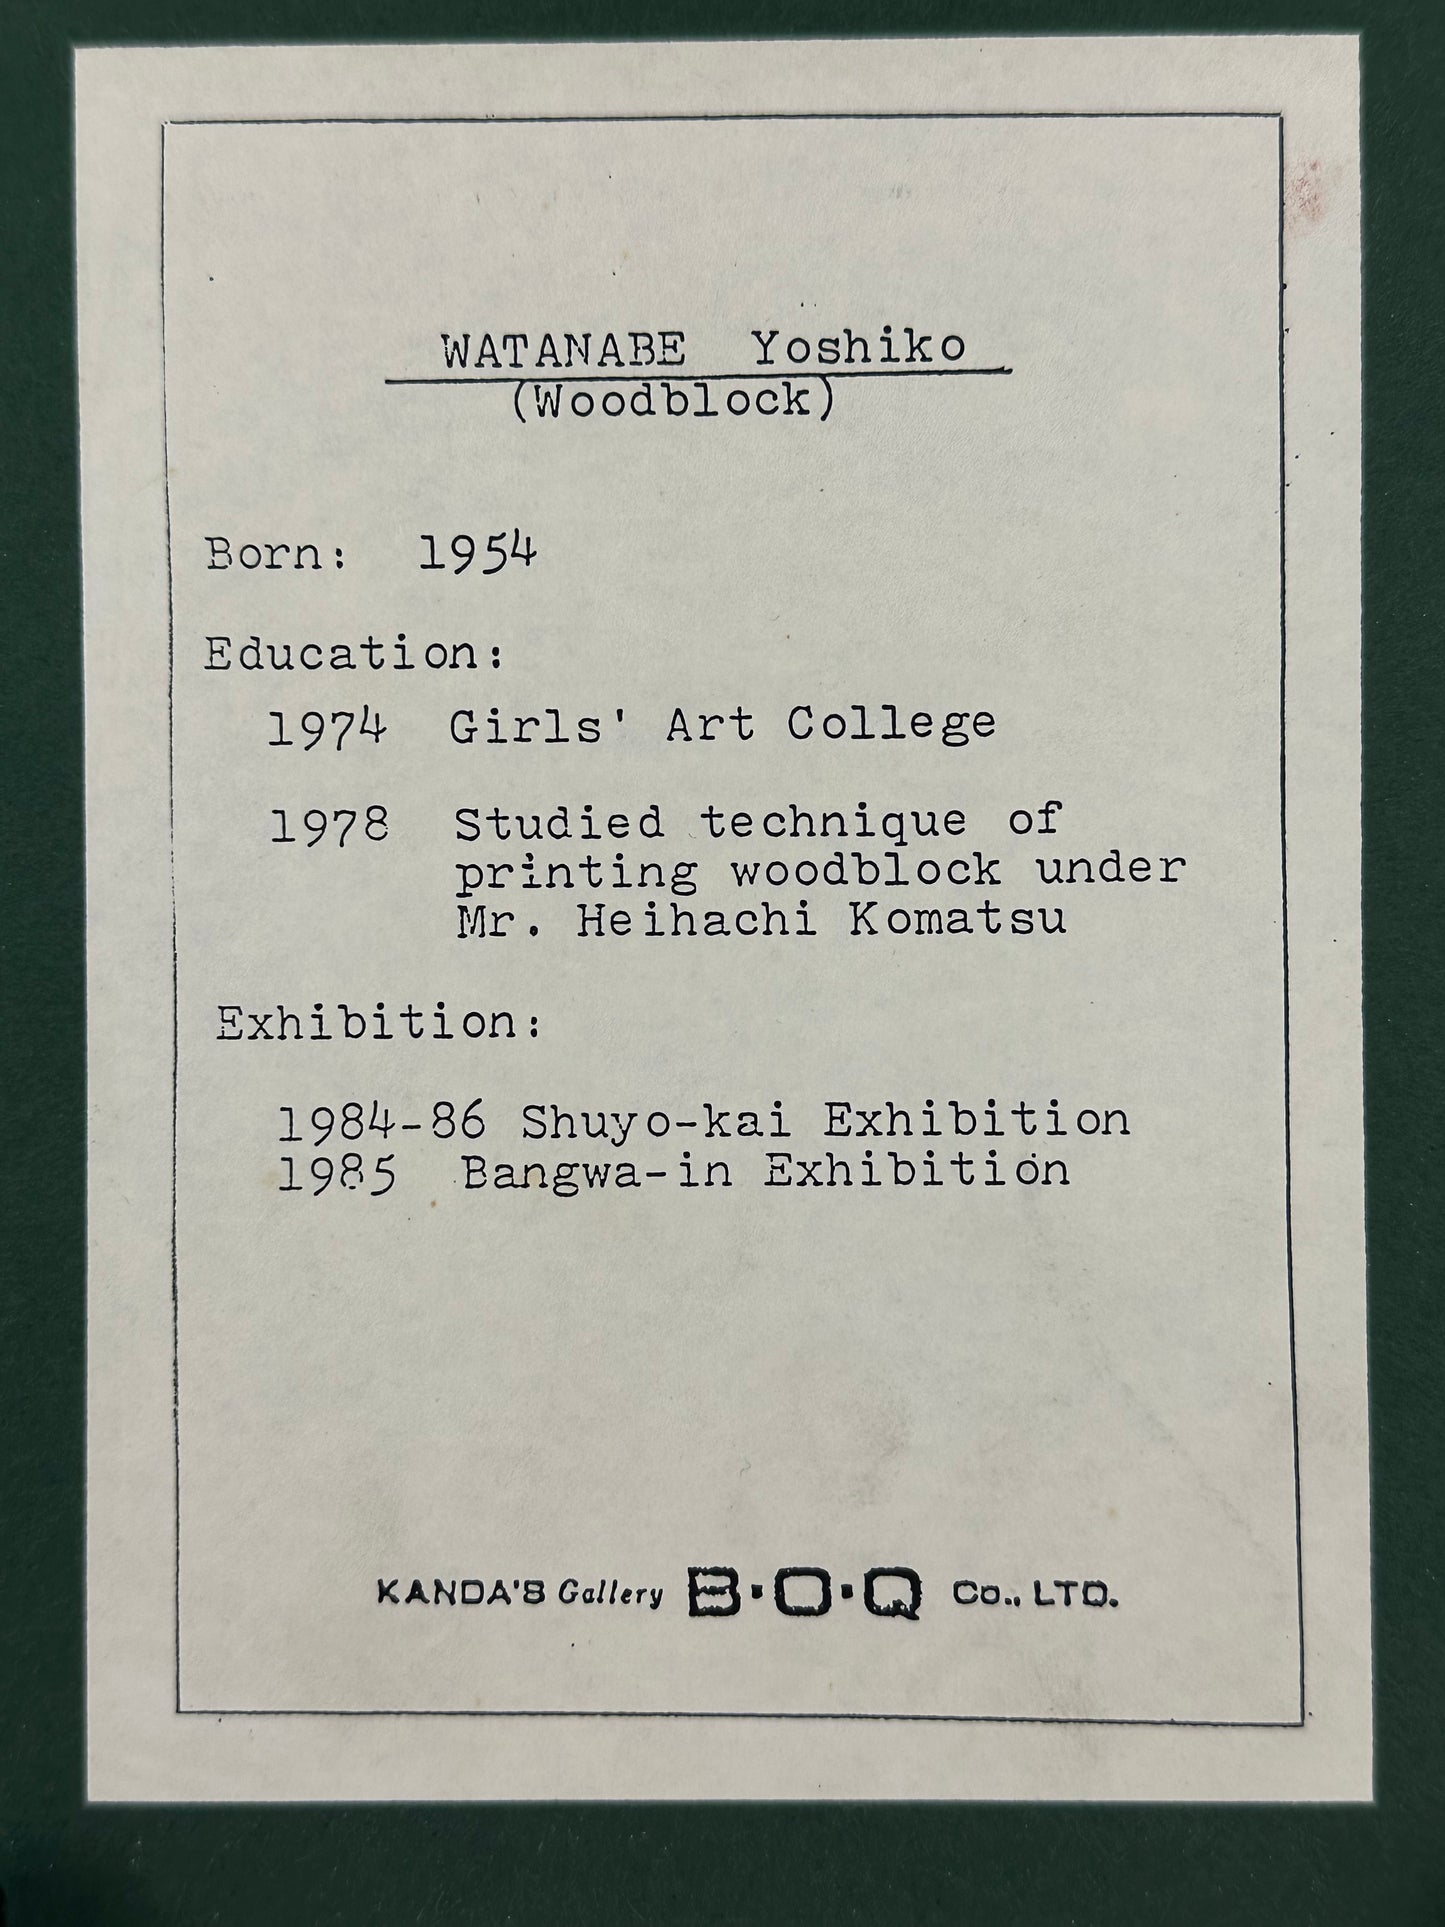 WATANABE Yoshiko
(Woodblock)
Born: 1954
Education:
1974 Girls' Art College
1978 Studied technique of
printing woodblock under
Mr. Heihachi Komatsu
Exhibition:
1984-86 Shuyo-kai Exhibition
1985 Bangwa-in Exhibition
KANDA'S Gallery B·O·Q Co., LTD.